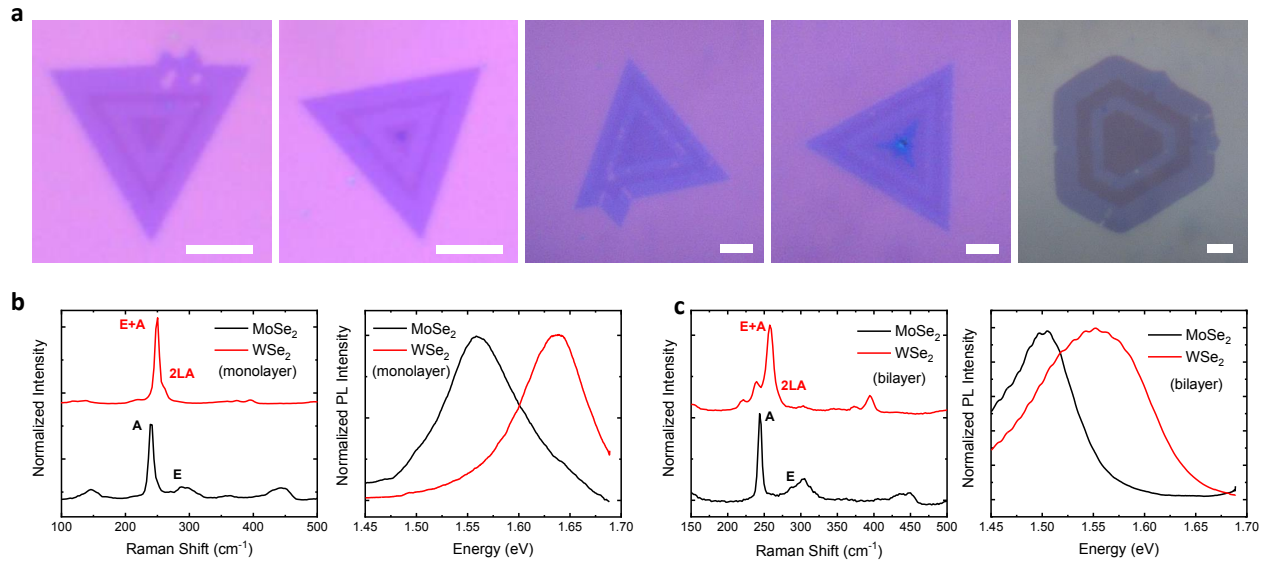 a
b
Normalized Intensity
E+A
2LA
A
E
MoSe₂
WSe₂
(monolayer)
100 200 300 400 500
Raman Shift (cm⁻¹)
Normalized PL Intensity
MoSe₂
WSe₂
(monolayer)
1.45 1.50 1.55 1.60 1.65 1.70
Energy (eV)
c
Normalized Intensity
E+A
2LA
A
E
MoSe₂
WSe₂
(bilayer)
150 200 250 300 350 400 450 500
Raman Shift (cm⁻¹)
Normalized PL Intensity
MoSe₂
WSe₂
(bilayer)
1.45 1.50 1.55 1.60 1.65 1.70
Energy (eV)